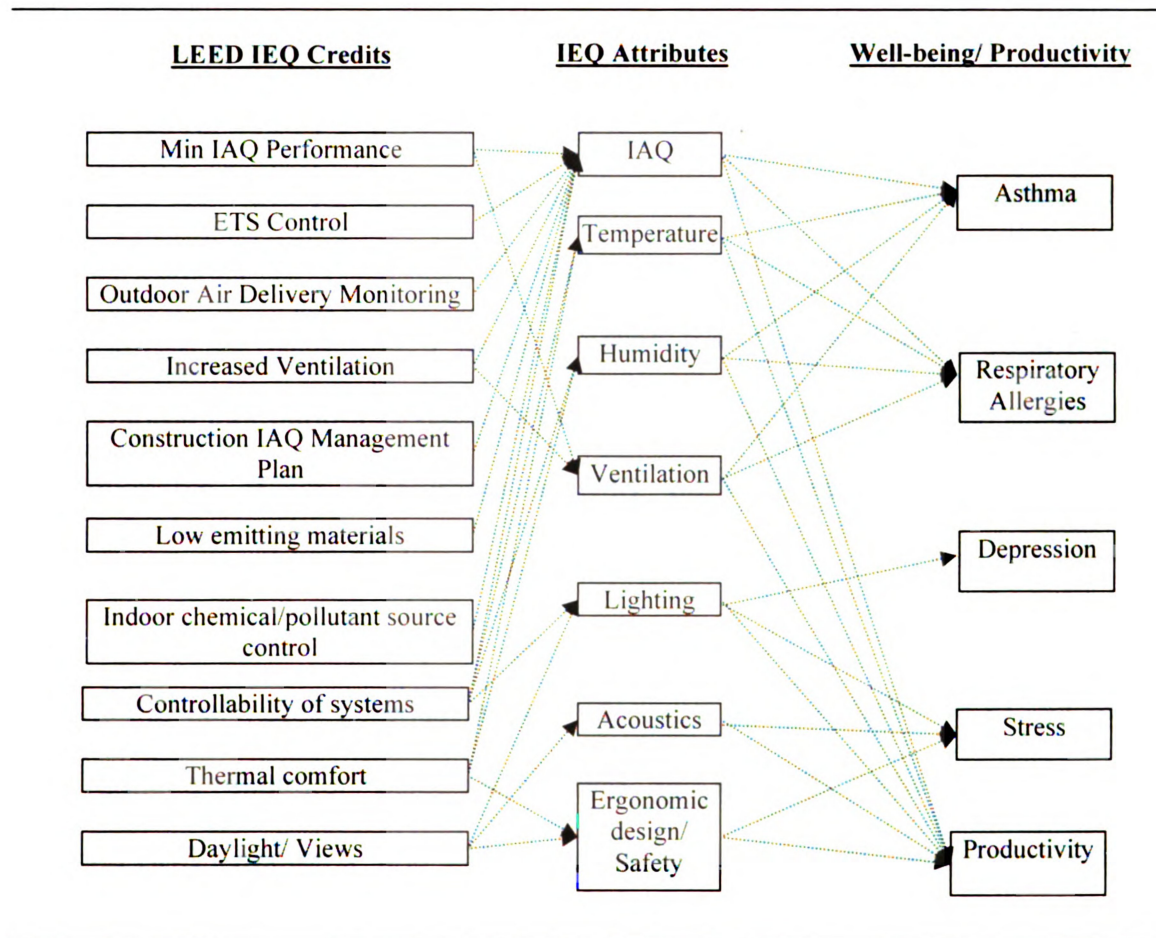 LEED IEQ Credits
IEQ Attributes
Well-being/ Productivity
Min IAQ Performance
ETS Control
Outdoor Air Delivery Monitoring
Increased Ventilation
Construction IAQ Management
Plan
Low emitting materials
Indoor chemical/pollutant source
control
Controllability of systems
Thermal comfort
Daylight/ Views
IAQ
Temperature
Humidity
Ventilation
Lighting
Acoustics
Ergonomic
design/
Safety
Asthma
Respiratory
Allergies
Depression
Stress
Productivity